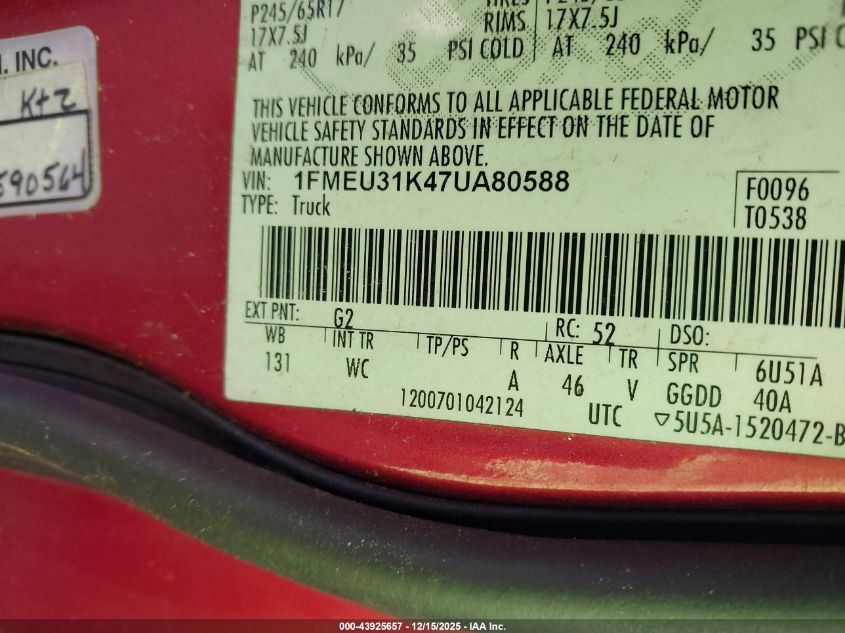 P245/65R17
17X7.5J RIMS 17X7.5J
AT 240 kPa/ 35 PSI COLD AT 240 kPa/ 35 PSI
THIS VEHICLE CONFORMS TO ALL APPLICABLE FEDERAL MOTOR
VEHICLE SAFETY STANDARDS IN EFFECT ON THE DATE OF
MANUFACTURE SHOWN ABOVE.
VIN: 1FMEU31K47UA80588
TYPE: Truck
F0096
T0538
EXT PNT: G2 RC: 52 DSO:
WB INT TR TP/PS R AXLE TR SPR 6U51A
131 WC A 46 V GGDD 40A
1200701042124 UTC ▽5U5A-1520472-B
INC.
K+2
590564
000-43925657 - 12/15/2025 - IAA Inc.